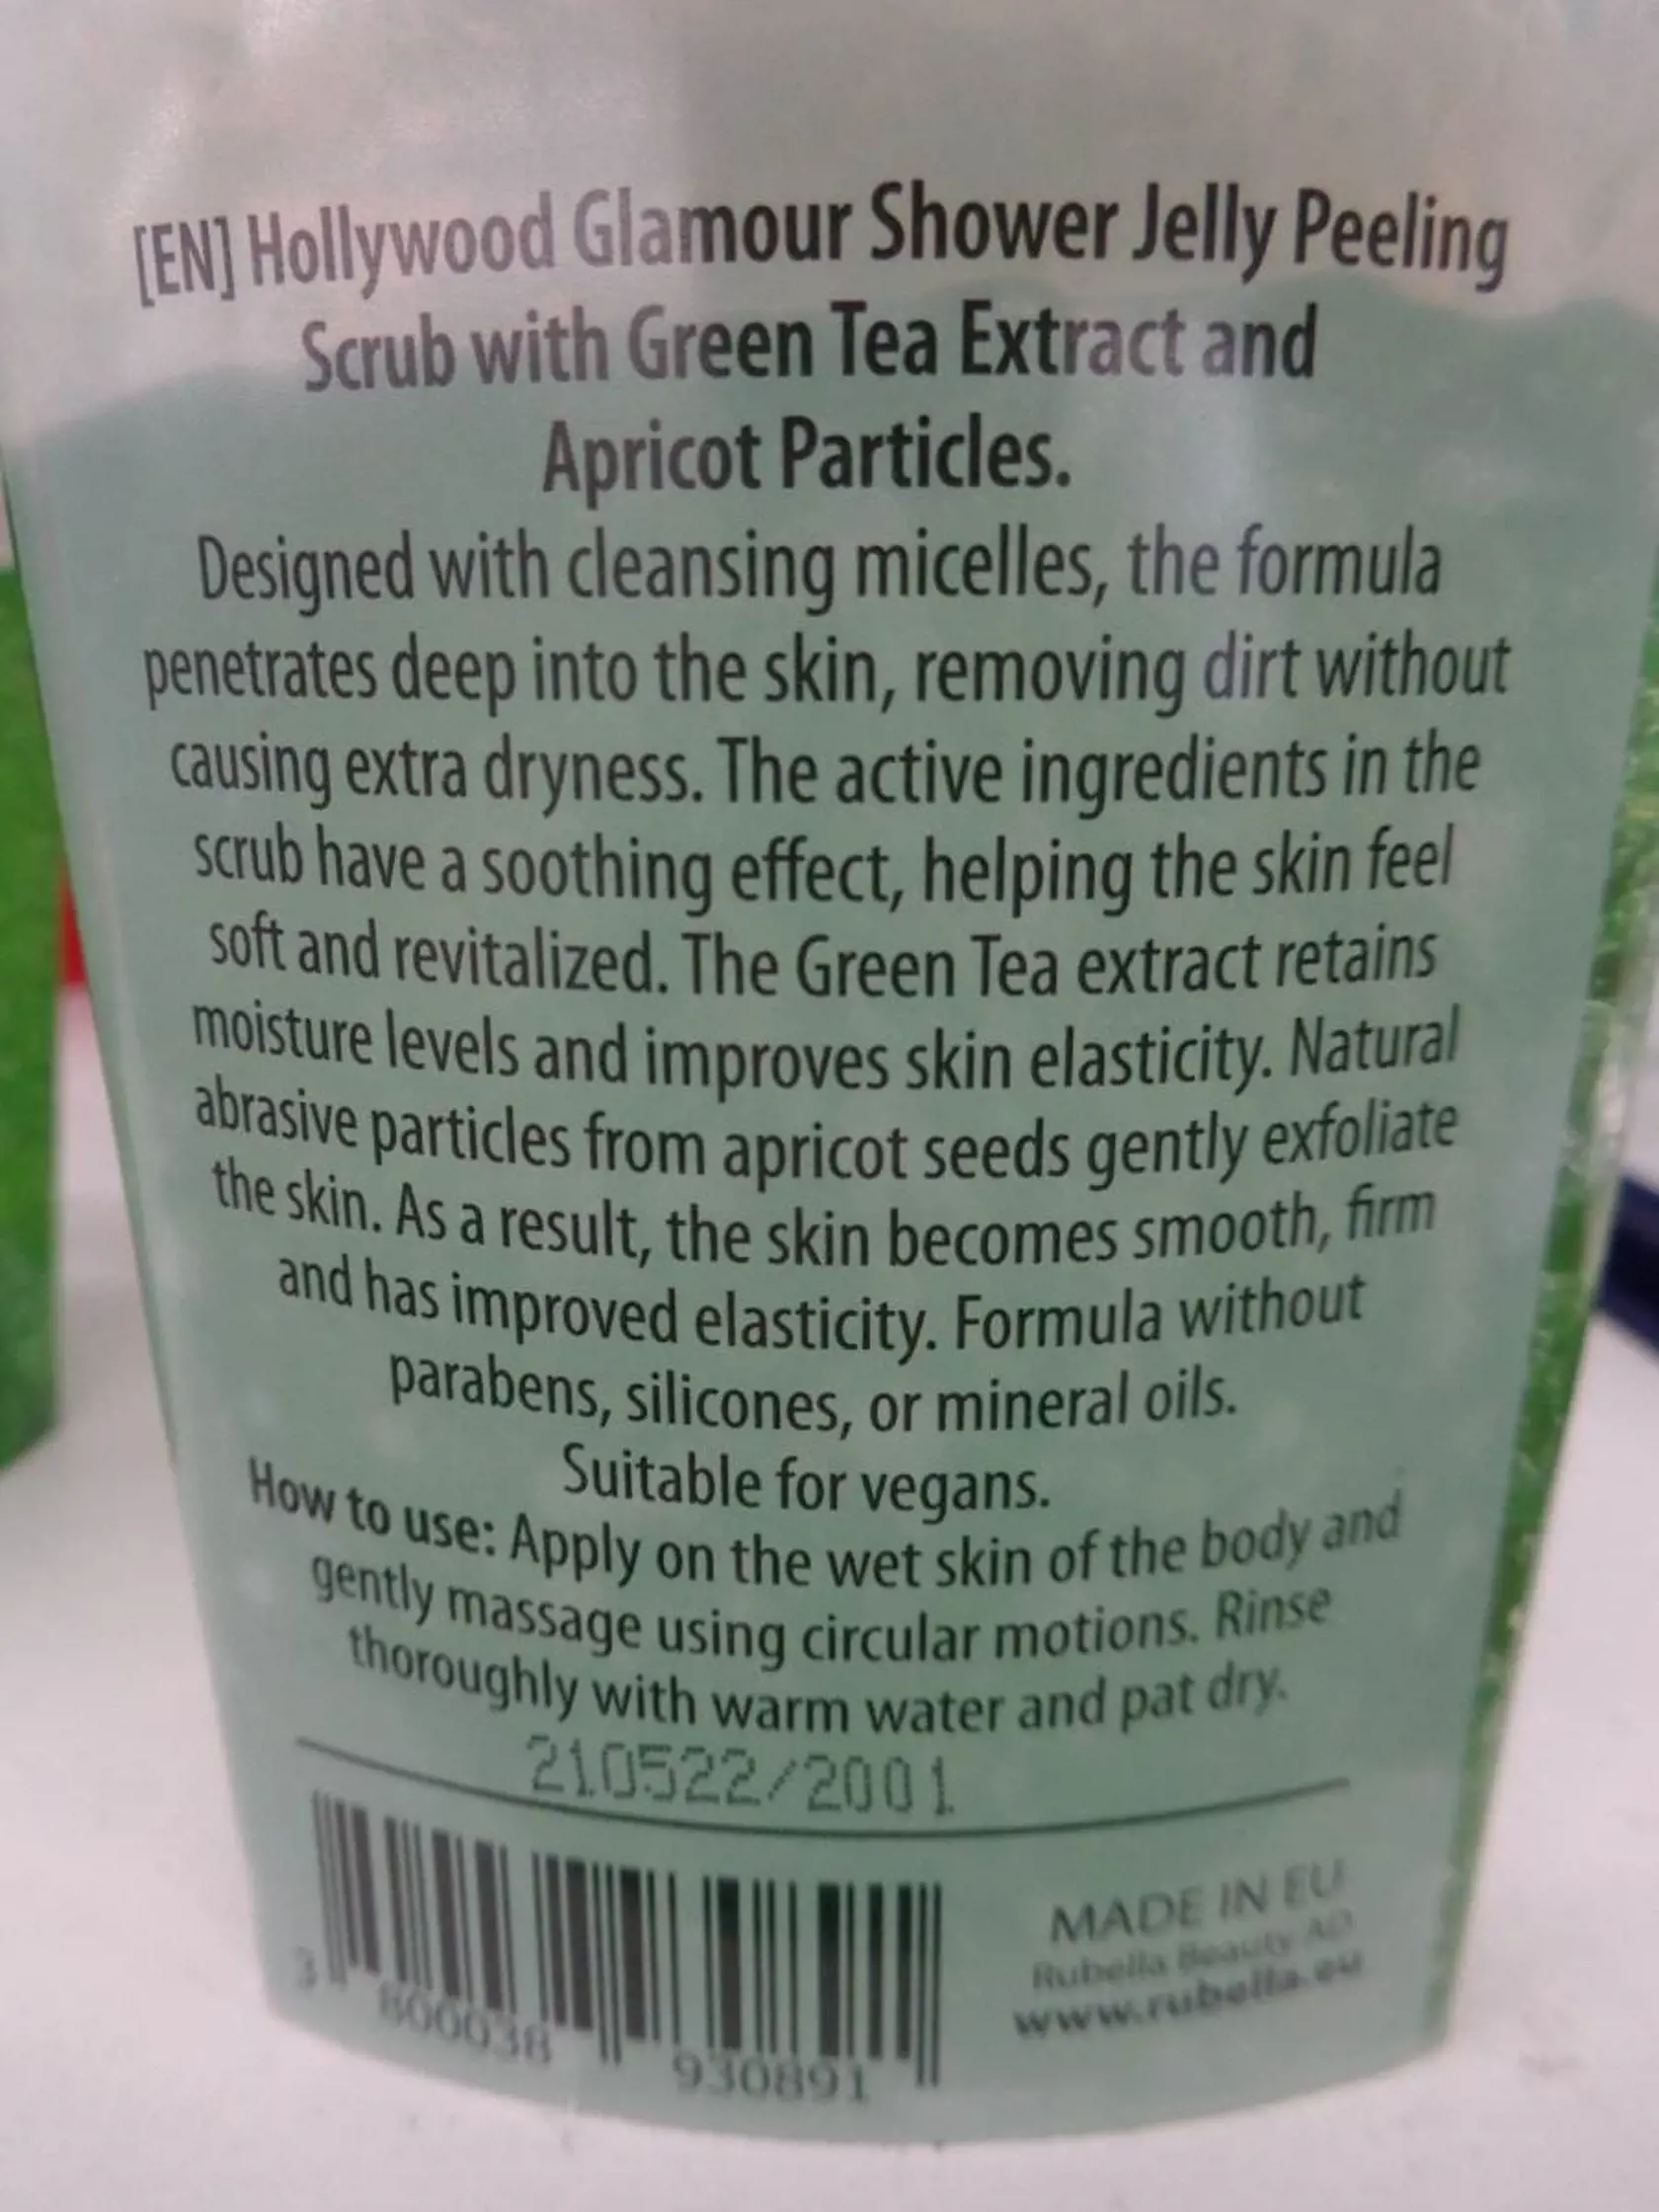 [EN] Hollywood Glamour Shower Jelly Peeling
Scrub with Green Tea Extract and
Apricot Particles.
Designed with cleansing micelles, the formula
penetrates deep into the skin, removing dirt without
causing extra dryness. The active ingredients in the
scrub have a soothing effect, helping the skin feel
soft and revitalized. The Green Tea extract retains
moisture levels and improves skin elasticity. Natural
abrasive particles from apricot seeds gently exfoliate
the skin. As a result, the skin becomes smooth, firm
and has improved elasticity. Formula without
parabens, silicones, or mineral oils.
Suitable for vegans.
How to use: Apply on the wet skin of the body and
gently massage using circular motions. Rinse
thoroughly with warm water and pat dry.
210522/2001
3 800038 930891
MADE IN EU
Rubella Beauty AD
www.rubella.eu